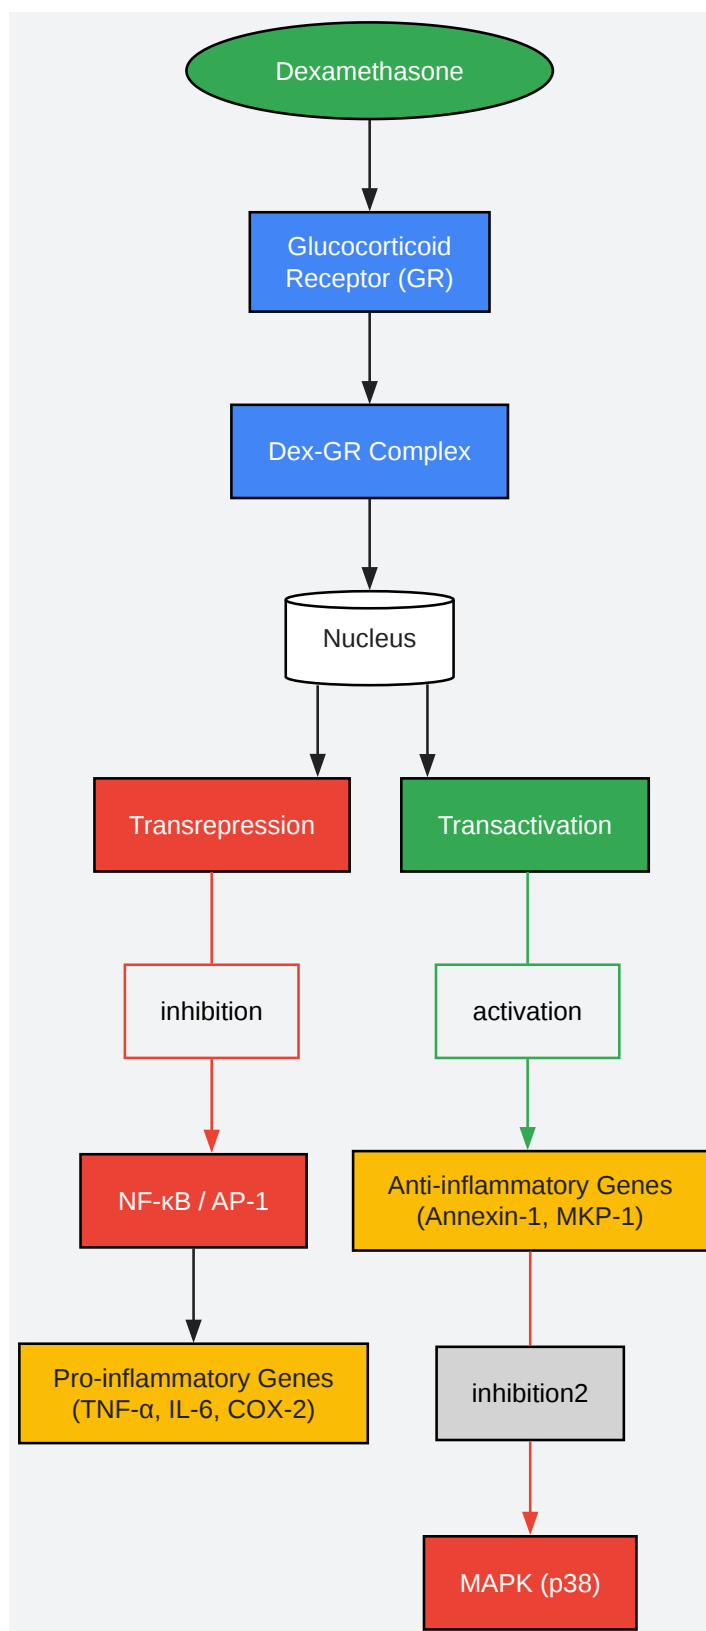 Dexamethasone
Glucocorticoid
Receptor (GR)
Dex-GR Complex
Nucleus
Transrepression
Transactivation
inhibition
activation
NF-κB / AP-1
Anti-inflammatory Genes
(Annexin-1, MKP-1)
Pro-inflammatory Genes
(TNF-α, IL-6, COX-2)
inhibition2
MAPK (p38)